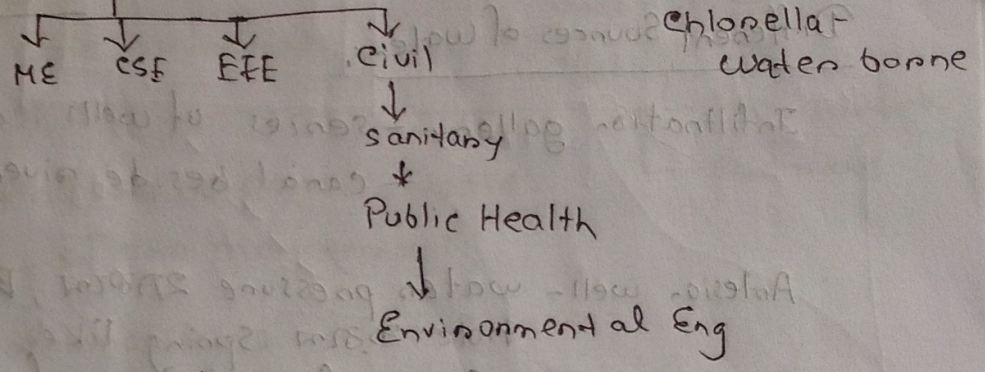 Chlorella -
ME CSE EEE Civil
Water borne
Sanitary
Public Health
Environmental Eng